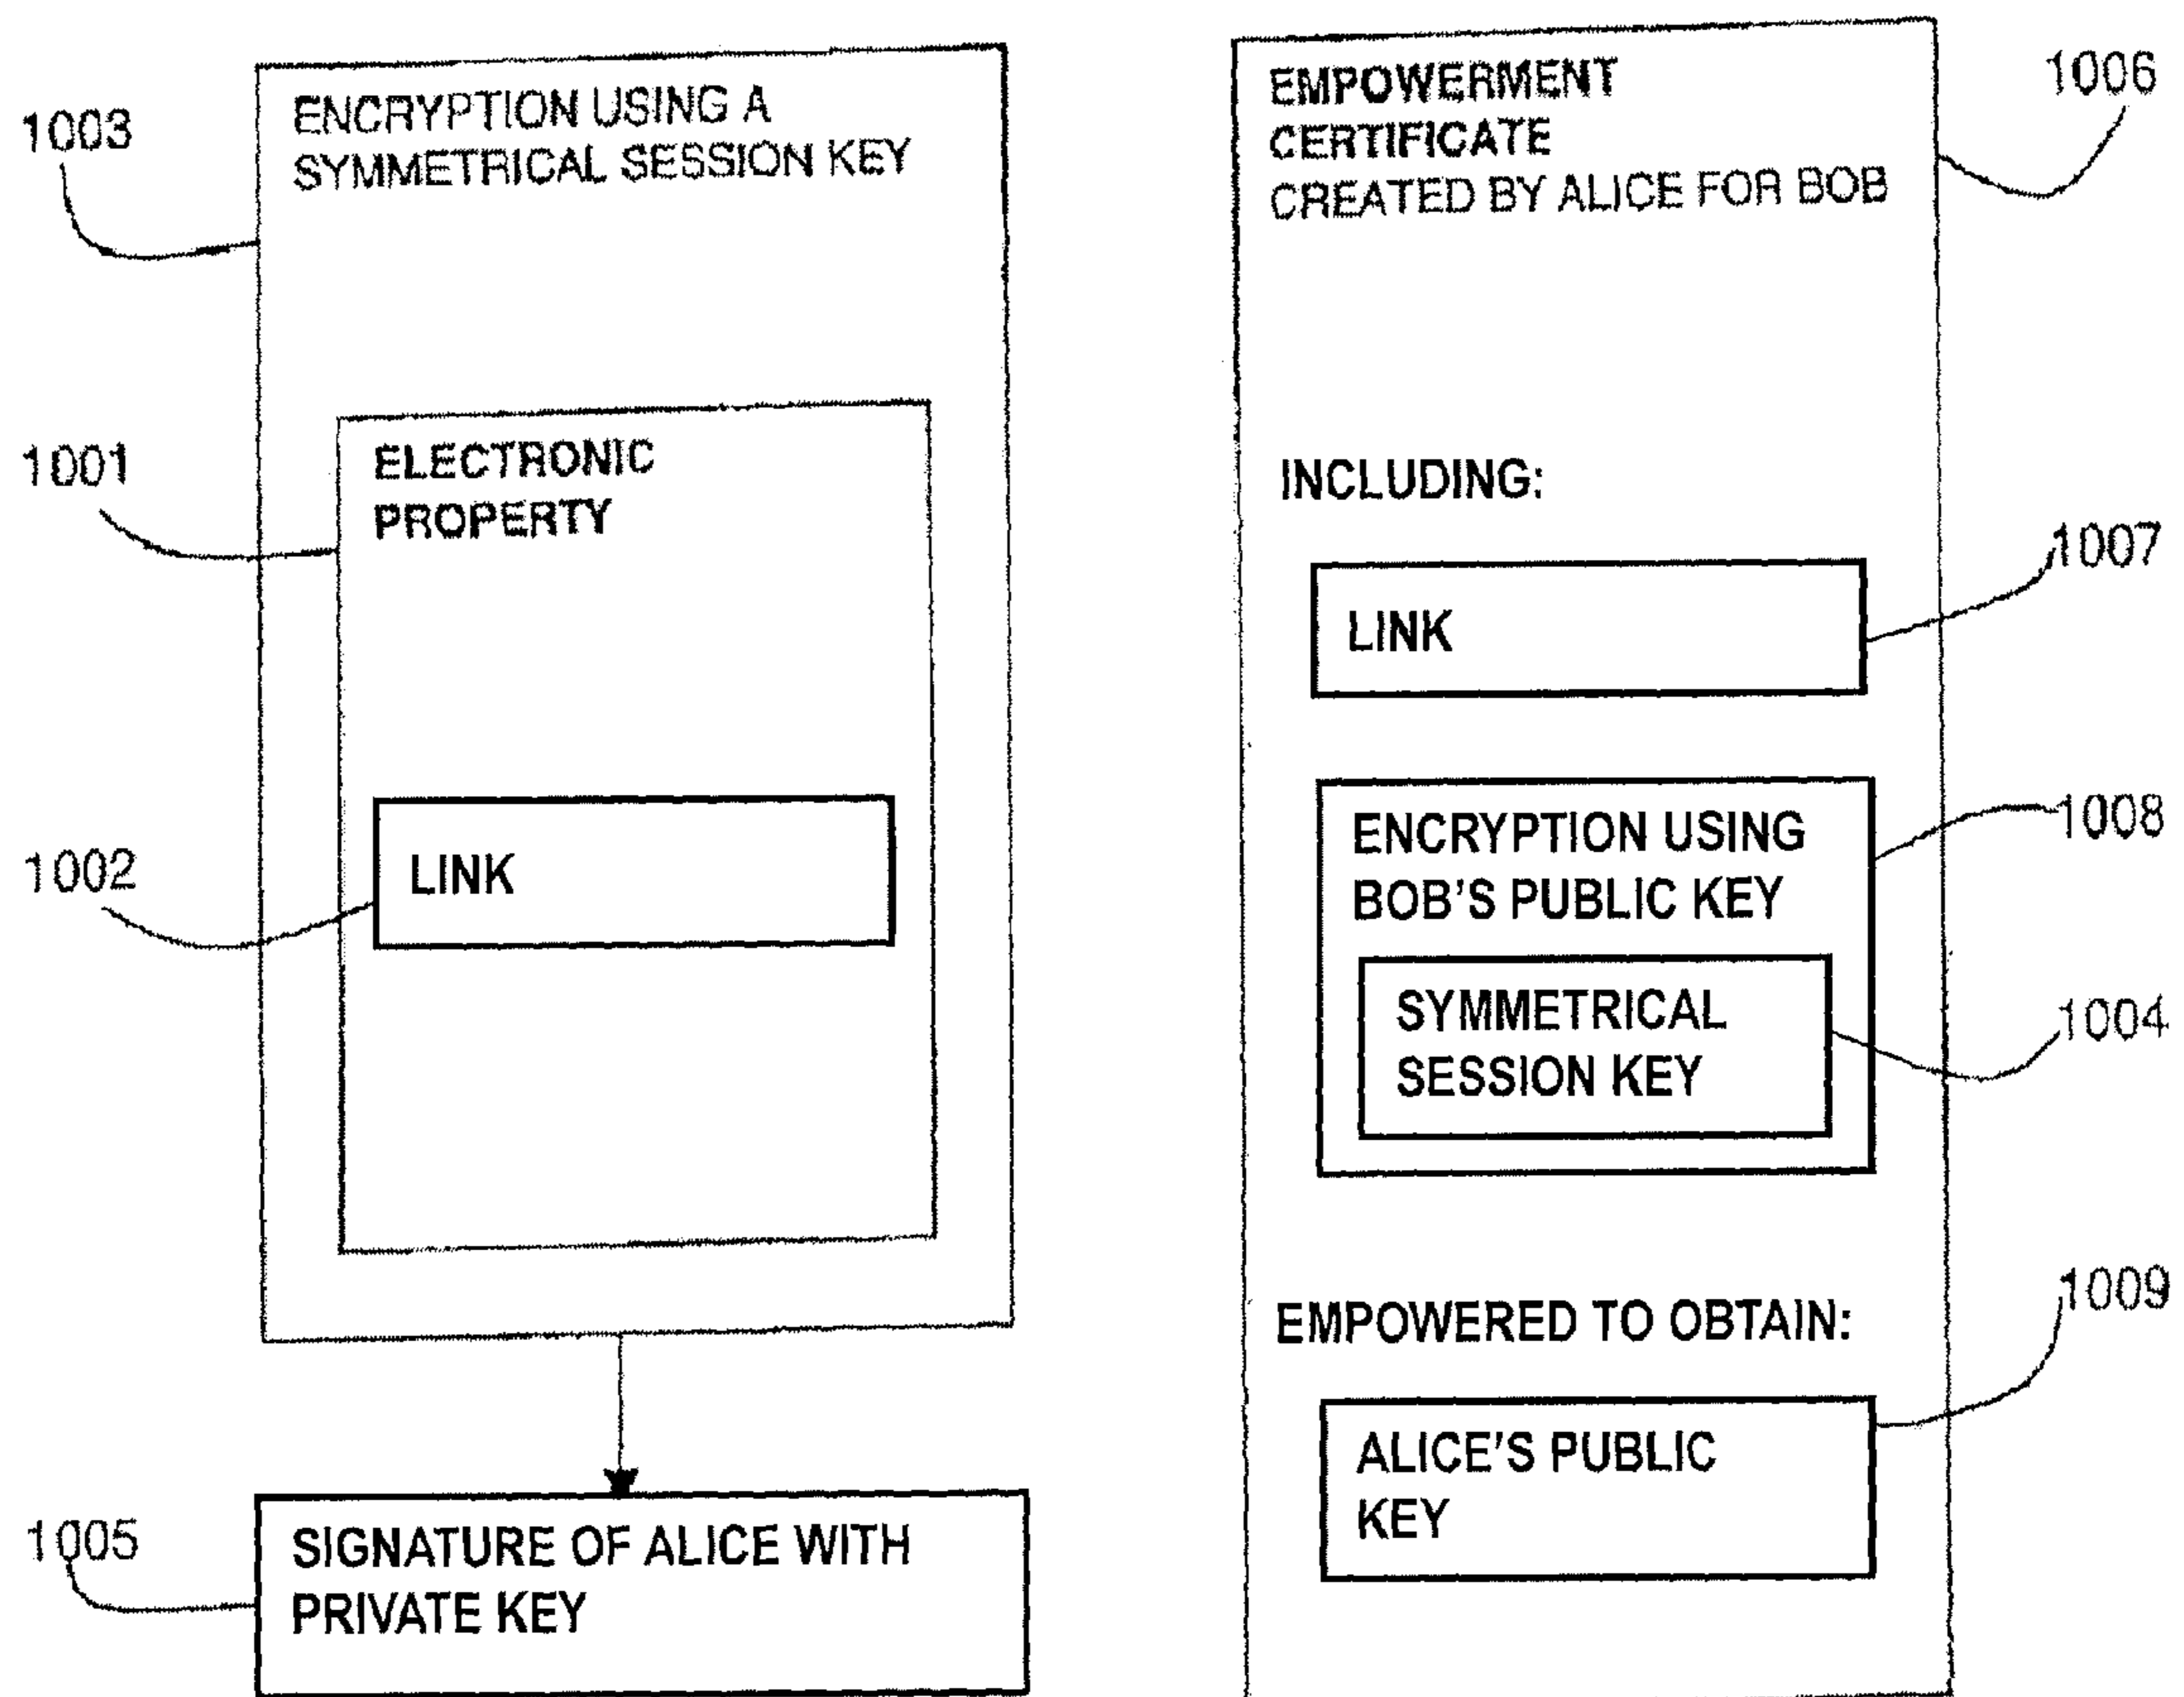 1003
ENCRYPTION USING A
SYMMETRICAL SESSION KEY
1001
ELECTRONIC
PROPERTY
1002
LINK
1005
SIGNATURE OF ALICE WITH
PRIVATE KEY
1006
EMPOWERMENT
CERTIFICATE
CREATED BY ALICE FOR BOB
INCLUDING:
1007
LINK
1008
ENCRYPTION USING
BOB'S PUBLIC KEY
1004
SYMMETRICAL
SESSION KEY
EMPOWERED TO OBTAIN:
1009
ALICE'S PUBLIC
KEY